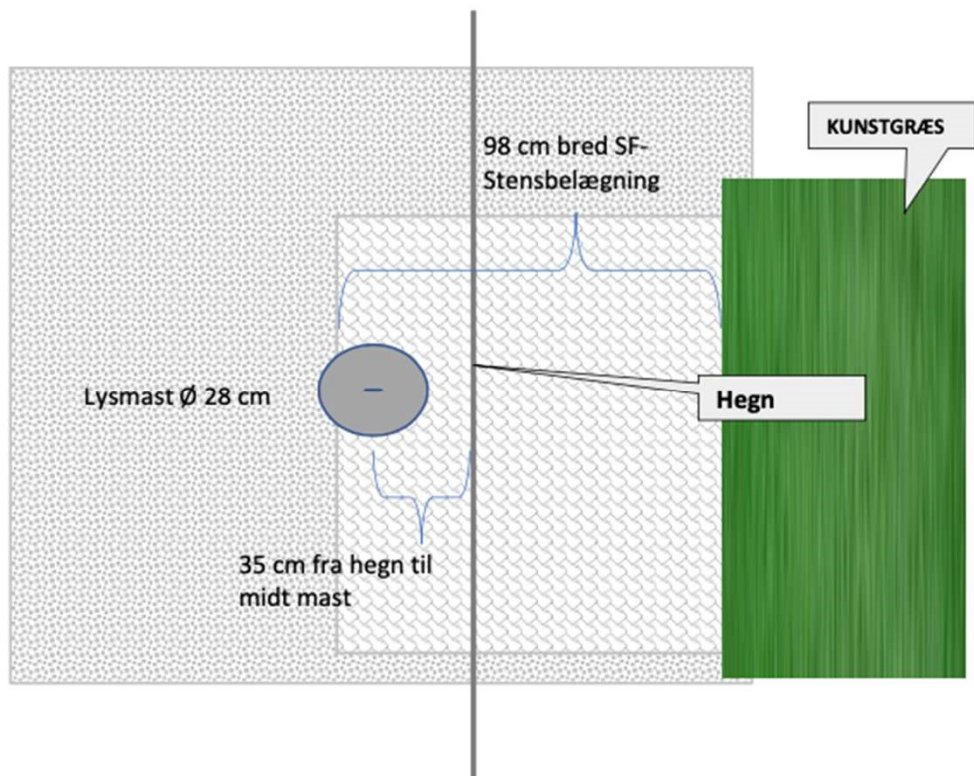 KUNSTGRÆS
98 cm bred SF-
Stensbelægning
Lysmast Ø 28 cm
Hegn
35 cm fra hegn til
midt mast